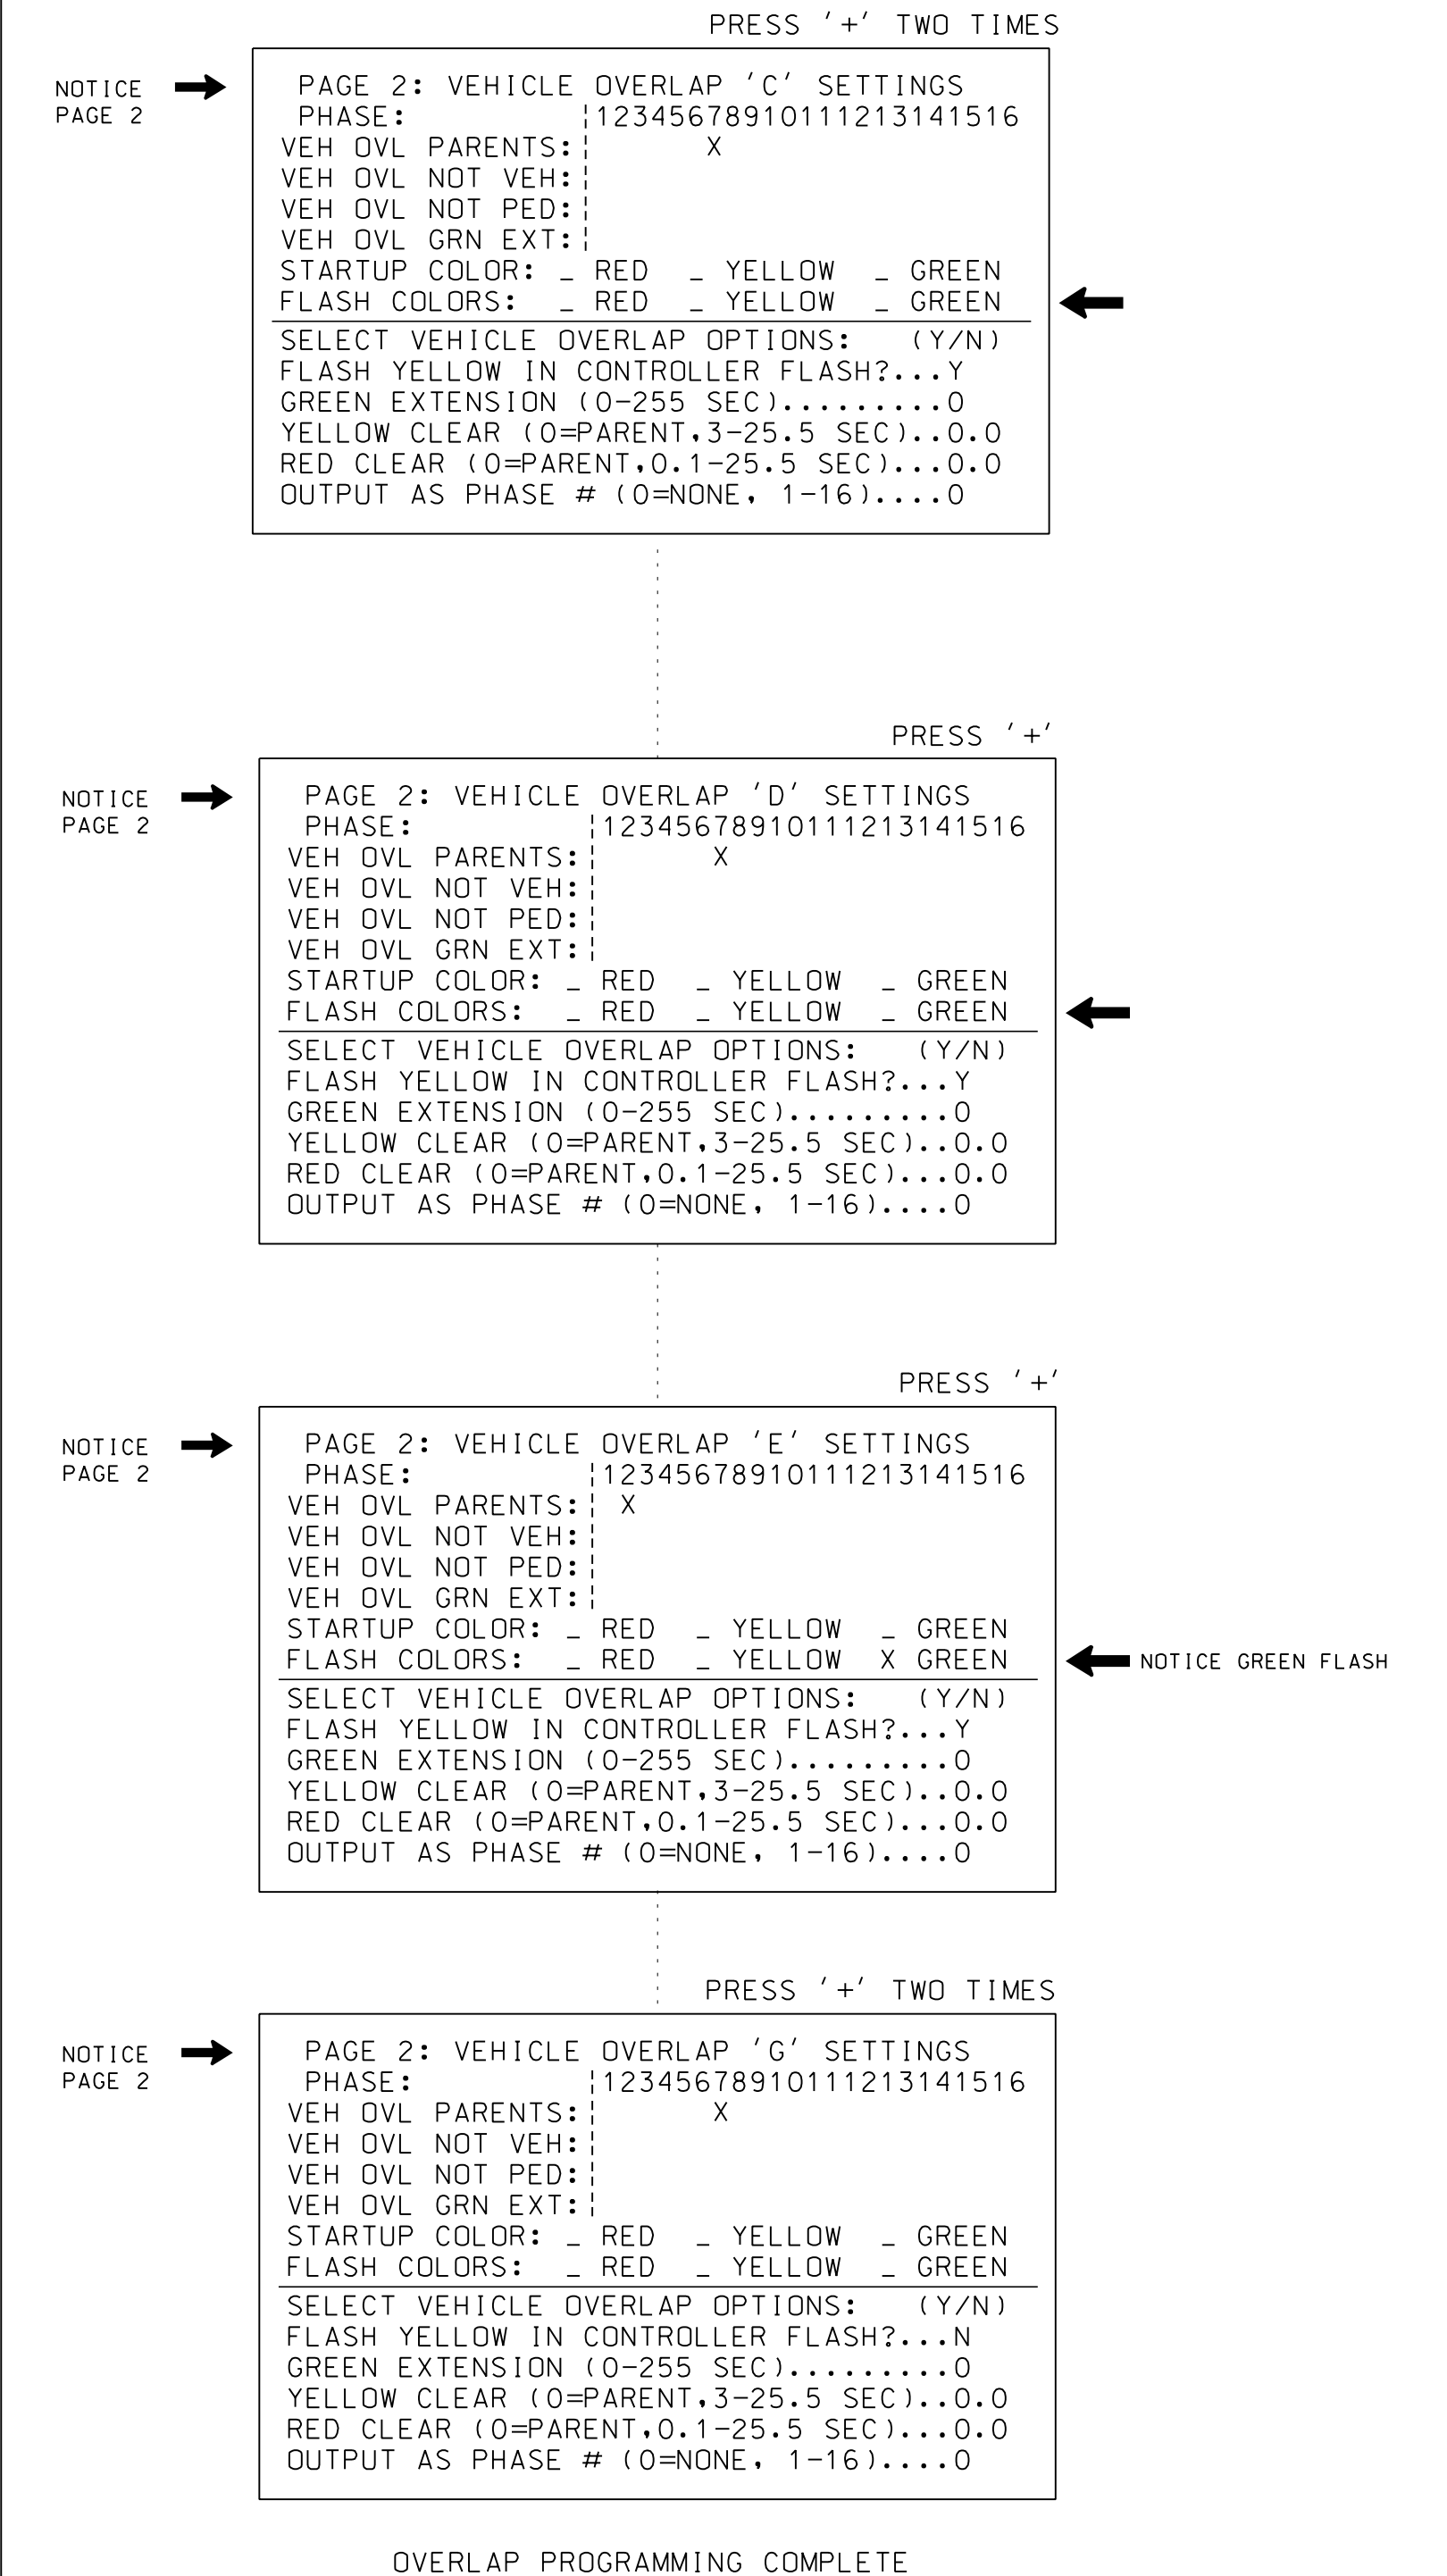 PRESS '+' TWO TIMES
NOTICE
PAGE 2
PAGE 2: VEHICLE OVERLAP 'C' SETTINGS
PHASE: 12345678910111213141516
VEH OVL PARENTS: X
VEH OVL NOT VEH:
VEH OVL NOT PED:
VEH OVL GRN EXT:
STARTUP COLOR: _ RED _ YELLOW _ GREEN
FLASH COLORS: _ RED _ YELLOW _ GREEN
SELECT VEHICLE OVERLAP OPTIONS: (Y/N)
FLASH YELLOW IN CONTROLLER FLASH?...Y
GREEN EXTENSION (0-255 SEC).........0
YELLOW CLEAR (0=PARENT,3-25.5 SEC)..0.0
RED CLEAR (0=PARENT,0.1-25.5 SEC)...0.0
OUTPUT AS PHASE # (0=NONE, 1-16)....0
PRESS '+'
NOTICE
PAGE 2
PAGE 2: VEHICLE OVERLAP 'D' SETTINGS
PHASE: 12345678910111213141516
VEH OVL PARENTS: X
VEH OVL NOT VEH:
VEH OVL NOT PED:
VEH OVL GRN EXT:
STARTUP COLOR: _ RED _ YELLOW _ GREEN
FLASH COLORS: _ RED _ YELLOW _ GREEN
SELECT VEHICLE OVERLAP OPTIONS: (Y/N)
FLASH YELLOW IN CONTROLLER FLASH?...Y
GREEN EXTENSION (0-255 SEC).........0
YELLOW CLEAR (0=PARENT,3-25.5 SEC)..0.0
RED CLEAR (0=PARENT,0.1-25.5 SEC)...0.0
OUTPUT AS PHASE # (0=NONE, 1-16)....0
PRESS '+'
NOTICE
PAGE 2
PAGE 2: VEHICLE OVERLAP 'E' SETTINGS
PHASE: 12345678910111213141516
VEH OVL PARENTS: X
VEH OVL NOT VEH:
VEH OVL NOT PED:
VEH OVL GRN EXT:
STARTUP COLOR: _ RED _ YELLOW _ GREEN
FLASH COLORS: _ RED _ YELLOW X GREEN
NOTICE GREEN FLASH
SELECT VEHICLE OVERLAP OPTIONS: (Y/N)
FLASH YELLOW IN CONTROLLER FLASH?...Y
GREEN EXTENSION (0-255 SEC).........0
YELLOW CLEAR (0=PARENT,3-25.5 SEC)..0.0
RED CLEAR (0=PARENT,0.1-25.5 SEC)...0.0
OUTPUT AS PHASE # (0=NONE, 1-16)....0
PRESS '+' TWO TIMES
NOTICE
PAGE 2
PAGE 2: VEHICLE OVERLAP 'G' SETTINGS
PHASE: 12345678910111213141516
VEH OVL PARENTS: X
VEH OVL NOT VEH:
VEH OVL NOT PED:
VEH OVL GRN EXT:
STARTUP COLOR: _ RED _ YELLOW _ GREEN
FLASH COLORS: _ RED _ YELLOW _ GREEN
SELECT VEHICLE OVERLAP OPTIONS: (Y/N)
FLASH YELLOW IN CONTROLLER FLASH?...N
GREEN EXTENSION (0-255 SEC).........0
YELLOW CLEAR (0=PARENT,3-25.5 SEC)..0.0
RED CLEAR (0=PARENT,0.1-25.5 SEC)...0.0
OUTPUT AS PHASE # (0=NONE, 1-16)....0
OVERLAP PROGRAMMING COMPLETE